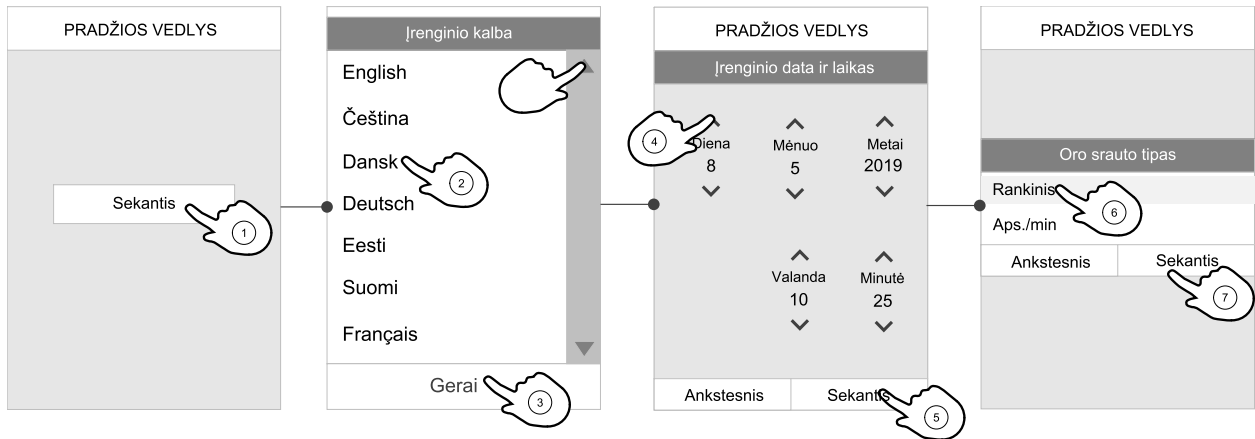 PRADŽIOS VEDLYS
Sekantis
1
Įrenginio kalba
English
Čeština
Dansk
2
Deutsch
Eesti
Suomi
Français
Gerai
3
PRADŽIOS VEDLYS
Įrenginio data ir laikas
4
Diena Mėnuo Metai
8 5 2019
Valanda Minutė
10 25
Ankstesnis Sekantis
5
PRADŽIOS VEDLYS
Oro srauto tipas
Rankinis
6
Aps./min
Ankstesnis Sekantis
7